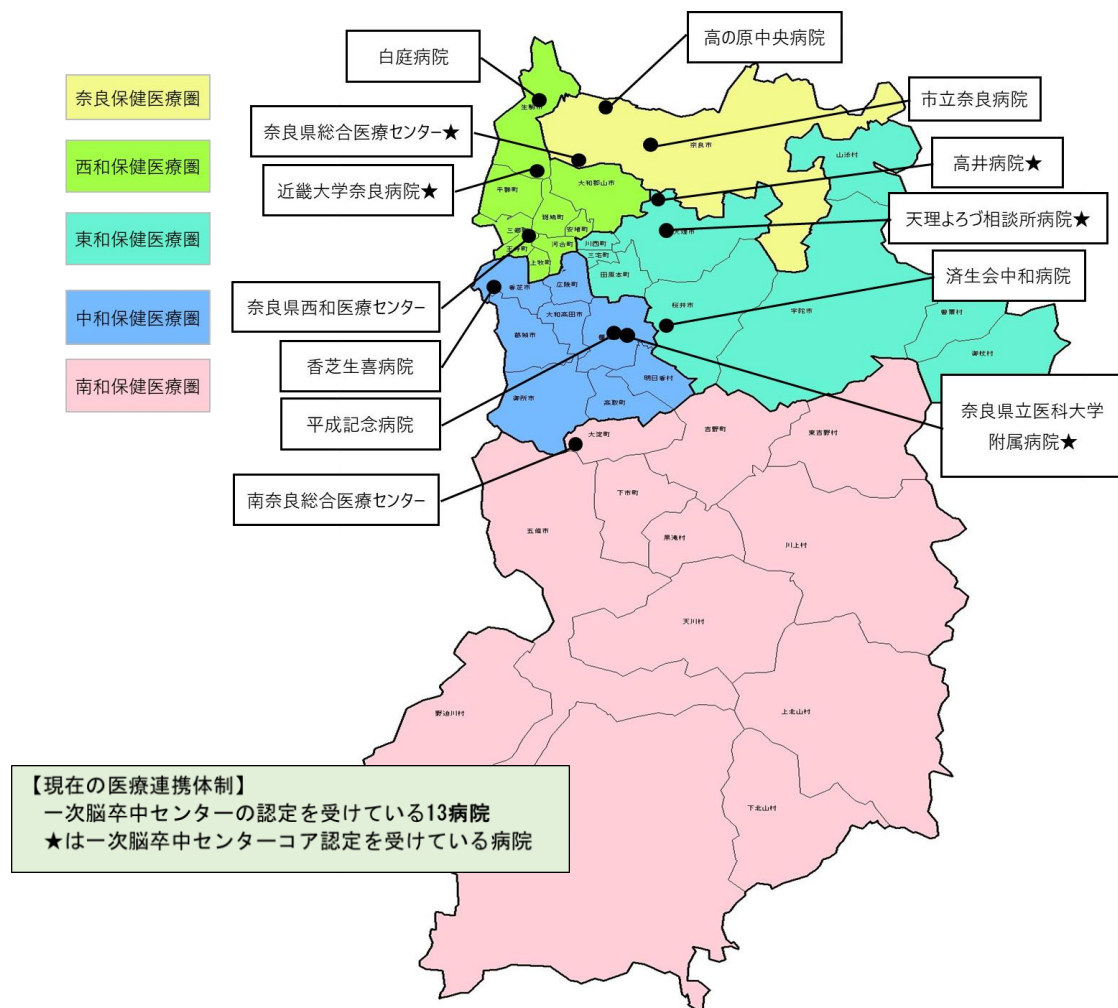 白庭病院
高の原中央病院
奈良保健医療圏
市立奈良病院
奈良県総合医療センター★
西和保健医療圏
高井病院★
近畿大学奈良病院★
東和保健医療圏
天理よろづ相談所病院★
済生会中和病院
奈良県西和医療センター
中和保健医療圏
香芝生喜病院
南和保健医療圏
平成記念病院
奈良県立医科大学
附属病院★
南奈良総合医療センター
奈良市
山添村
平群町
大和郡山市
斑鳩町
安堵町
河合町
上牧町
川西町
三宅町
田原本町
香芝市
広陵町
大和高田市
葛城市
桜井市
宇陀市
曽爾村
御杖村
明日香村
御所市
高取町
大淀町
吉野町
東吉野村
下市町
五條市
黒滝村
川上村
天川村
野迫川村
上北山村
下北山村
【現在の医療連携体制】
一次脳卒中センターの認定を受けている13病院
★は一次脳卒中センターコア認定を受けている病院